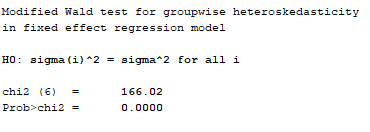 Modified Wald test for groupwise heteroskedasticity
in fixed effect regression model
H0: sigma(i)^2 = sigma^2 for all i
chi2 (6)  =      166.02
Prob>chi2 =      0.0000